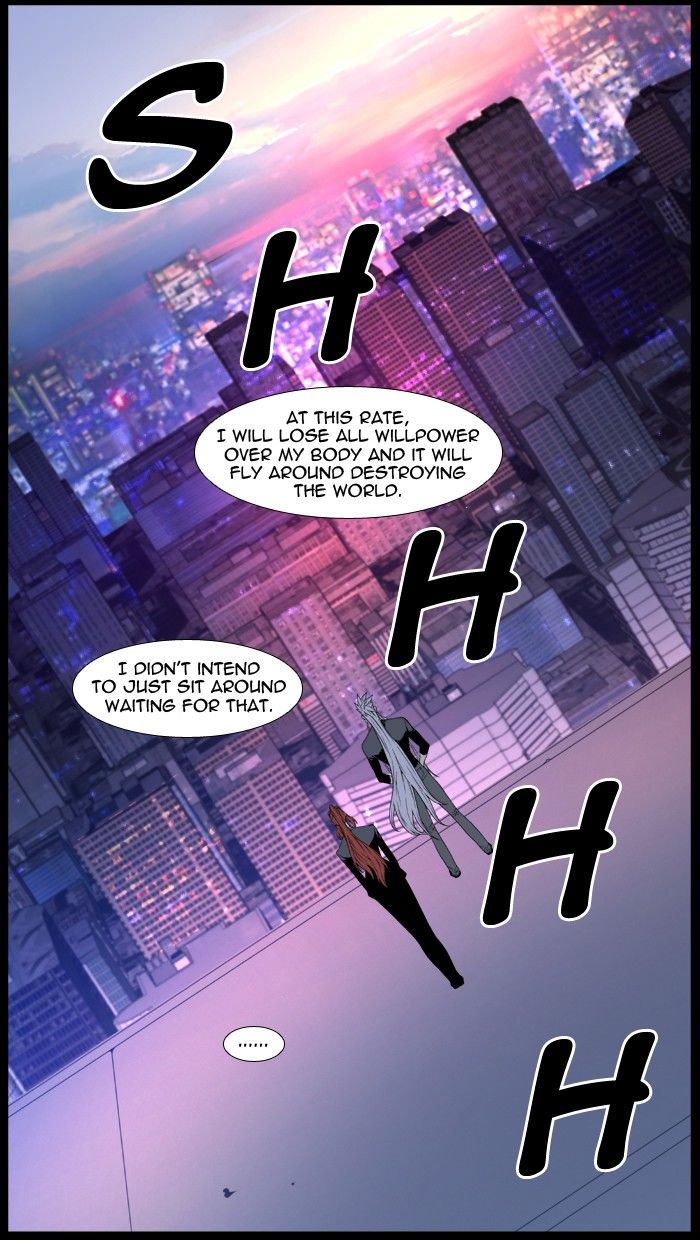 S
H
AT THIS RATE,
I WILL LOSE ALL WILLPOWER
OVER MY BODY AND IT WILL
FLY AROUND DESTROYING
THE WORLD.
H
I DIDN'T INTEND
TO JUST SIT AROUND
WAITING FOR THAT.
H
......
H